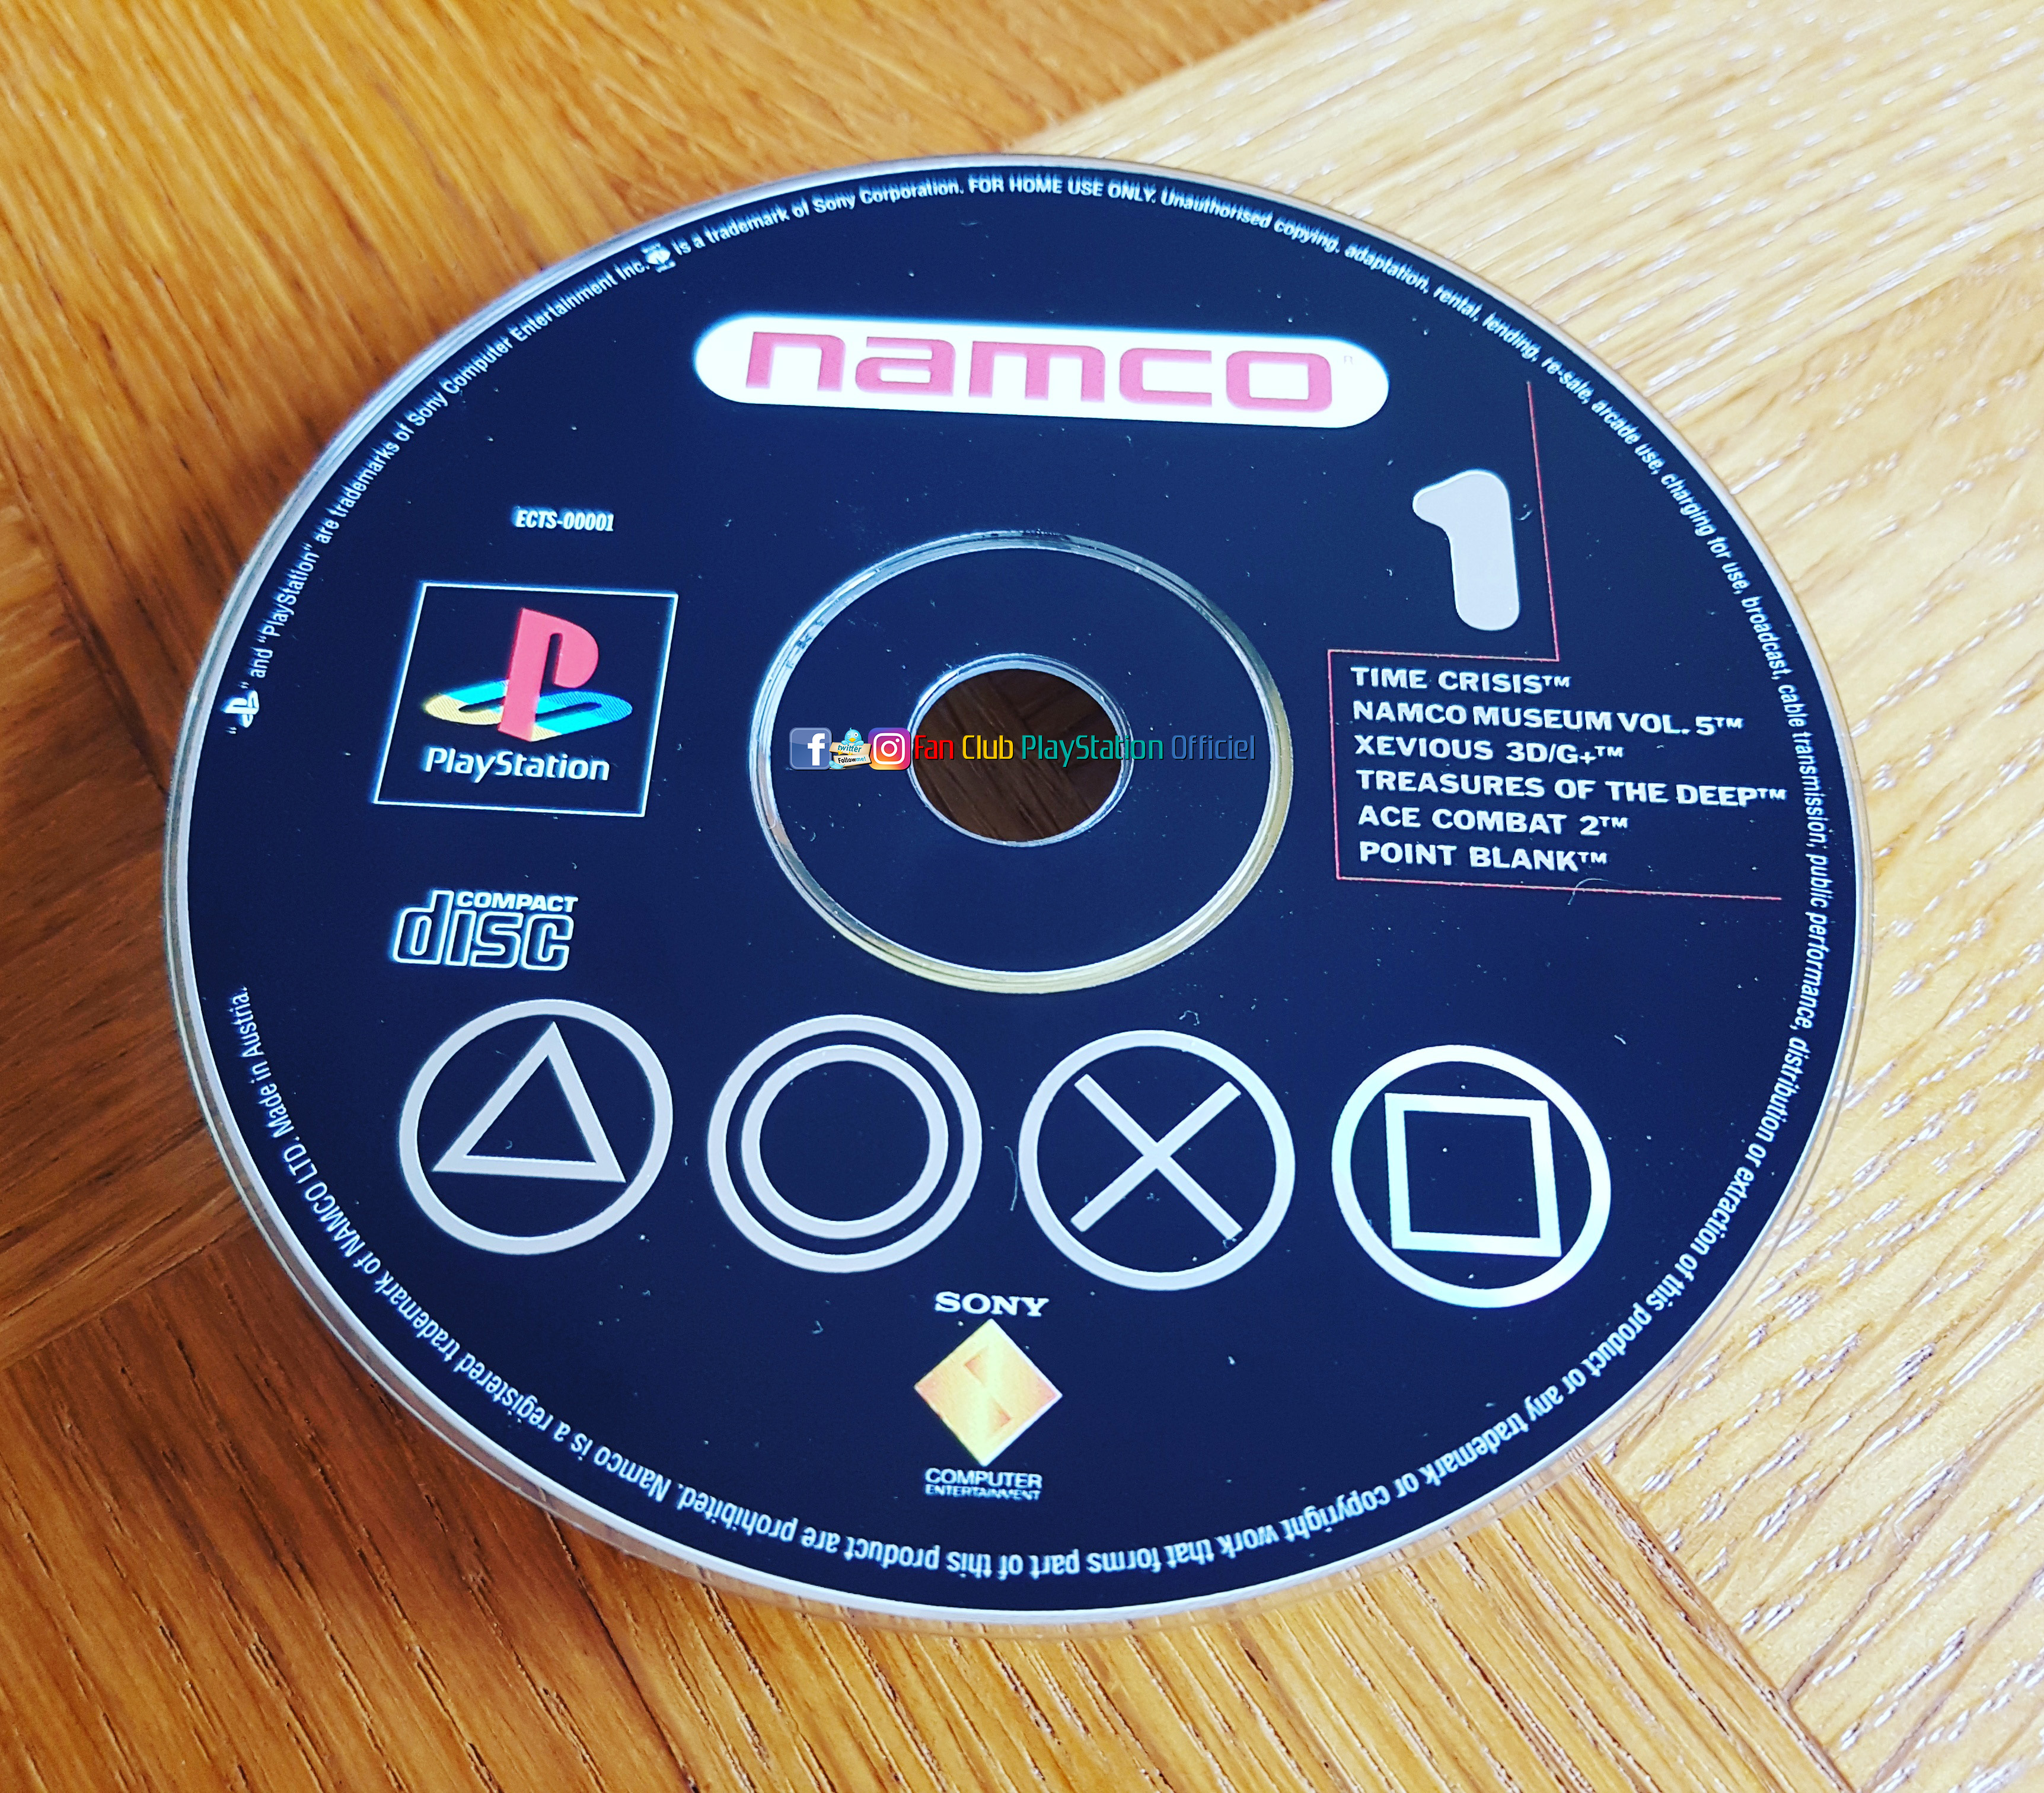 "PS" and "PlayStation" are trademarks of Sony Computer Entertainment Inc. is a trademark of Sony Corporation. FOR HOME USE ONLY. Unauthorised copying, adaptation, rental, lending, re-sale, arcade use, charging for use, broadcast, cable transmission, public performance, distribution or extraction of this product or any trademark or copyright work that forms part of this product are prohibited. Namco is a registered trademark of NAMCO LTD. Made in Austria.
namco
1
ECTS-00001
PlayStation
TIME CRISIS™
NAMCO MUSEUM VOL. 5™
XEVIOUS 3D/G+™
TREASURES OF THE DEEP™
ACE COMBAT 2™
POINT BLANK™
twitter
Follow me!
Fan Club PlayStation Officiel
COMPACT
disc
SONY
COMPUTER
ENTERTAINMENT